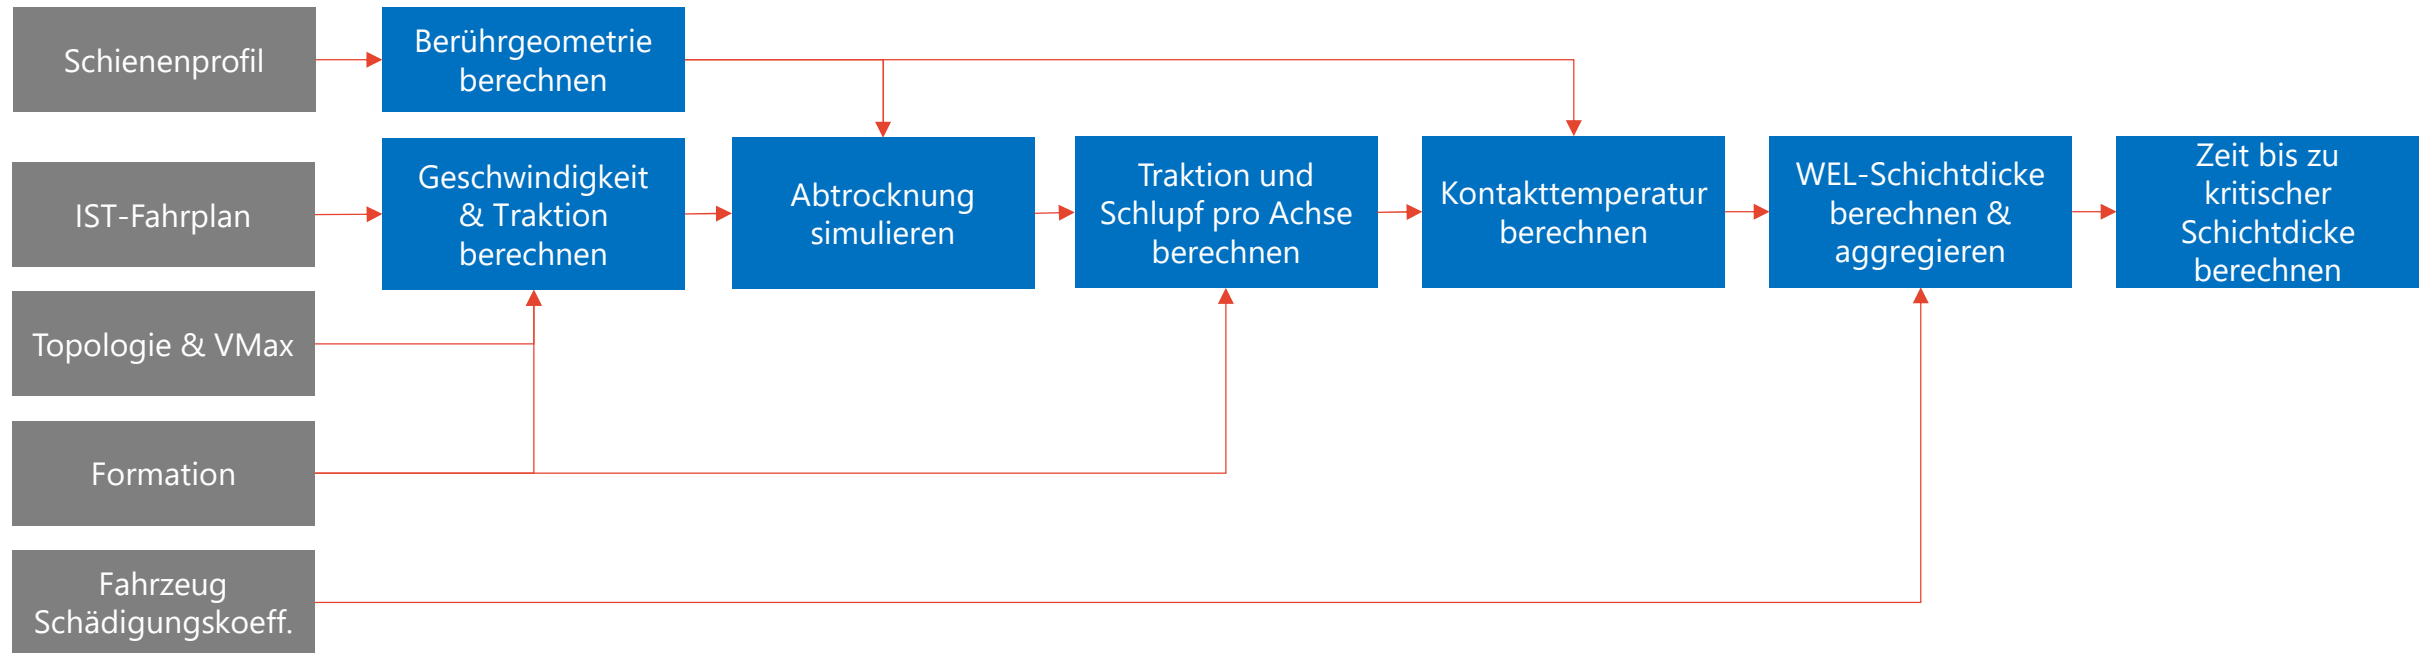 Schienenprofil
Berührgeometrie
berechnen
IST-Fahrplan
Geschwindigkeit
& Traktion
berechnen
Abtrocknung
simulieren
Traktion und
Schlupf pro Achse
berechnen
Kontakttemperatur
berechnen
WEL-Schichtdicke
berechnen &
aggregieren
Zeit bis zu
kritischer
Schichtdicke
berechnen
Topologie & VMax
Formation
Fahrzeug
Schädigungskoeff.